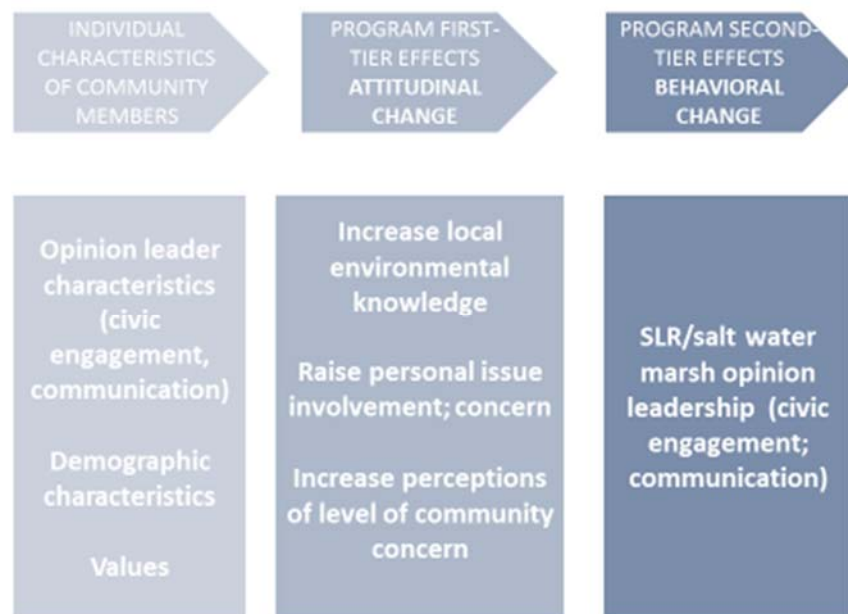 INDIVIDUAL
CHARACTERISTICS
OF COMMUNITY
MEMBERS
PROGRAM FIRST-
TIER EFFECTS
ATTITUDINAL
CHANGE
PROGRAM SECOND-
TIER EFFECTS
BEHAVIORAL
CHANGE
Opinion leader
characteristics
(civic
engagement,
communication)
Demographic
characteristics
Values
Increase local
environmental
knowledge
Raise personal issue
involvement; concern
Increase perceptions
of level of community
concern
SLR/salt water
marsh opinion
leadership (civic
engagement;
communication)